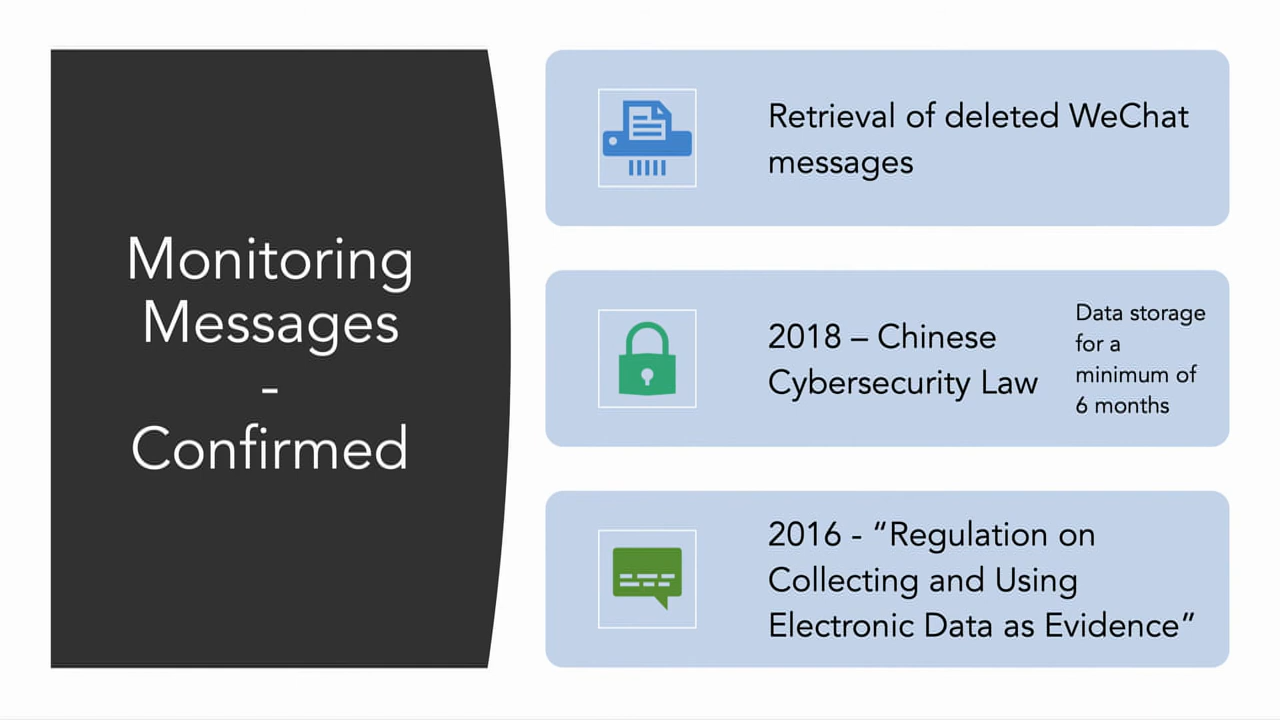 Monitoring
Messages
-
Confirmed
Retrieval of deleted WeChat
messages
2018 – Chinese
Cybersecurity Law
Data storage
for a
minimum of
6 months
2016 - “Regulation on
Collecting and Using
Electronic Data as Evidence”